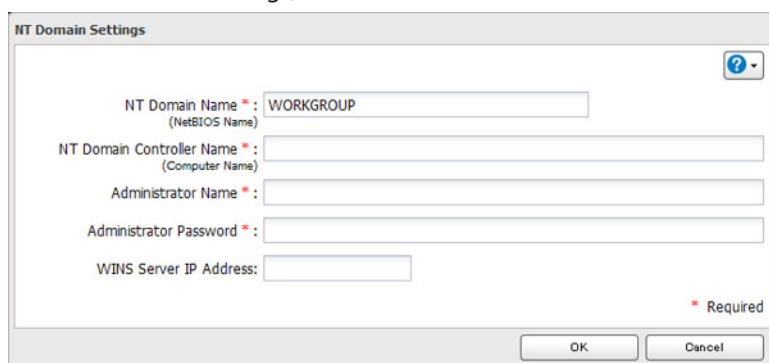 NT Domain Settings
?
NT Domain Name * : WORKGROUP
(NetBIOS Name)
NT Domain Controller Name * :
(Computer Name)
Administrator Name * :
Administrator Password * :
WINS Server IP Address:
* Required
OK Cancel